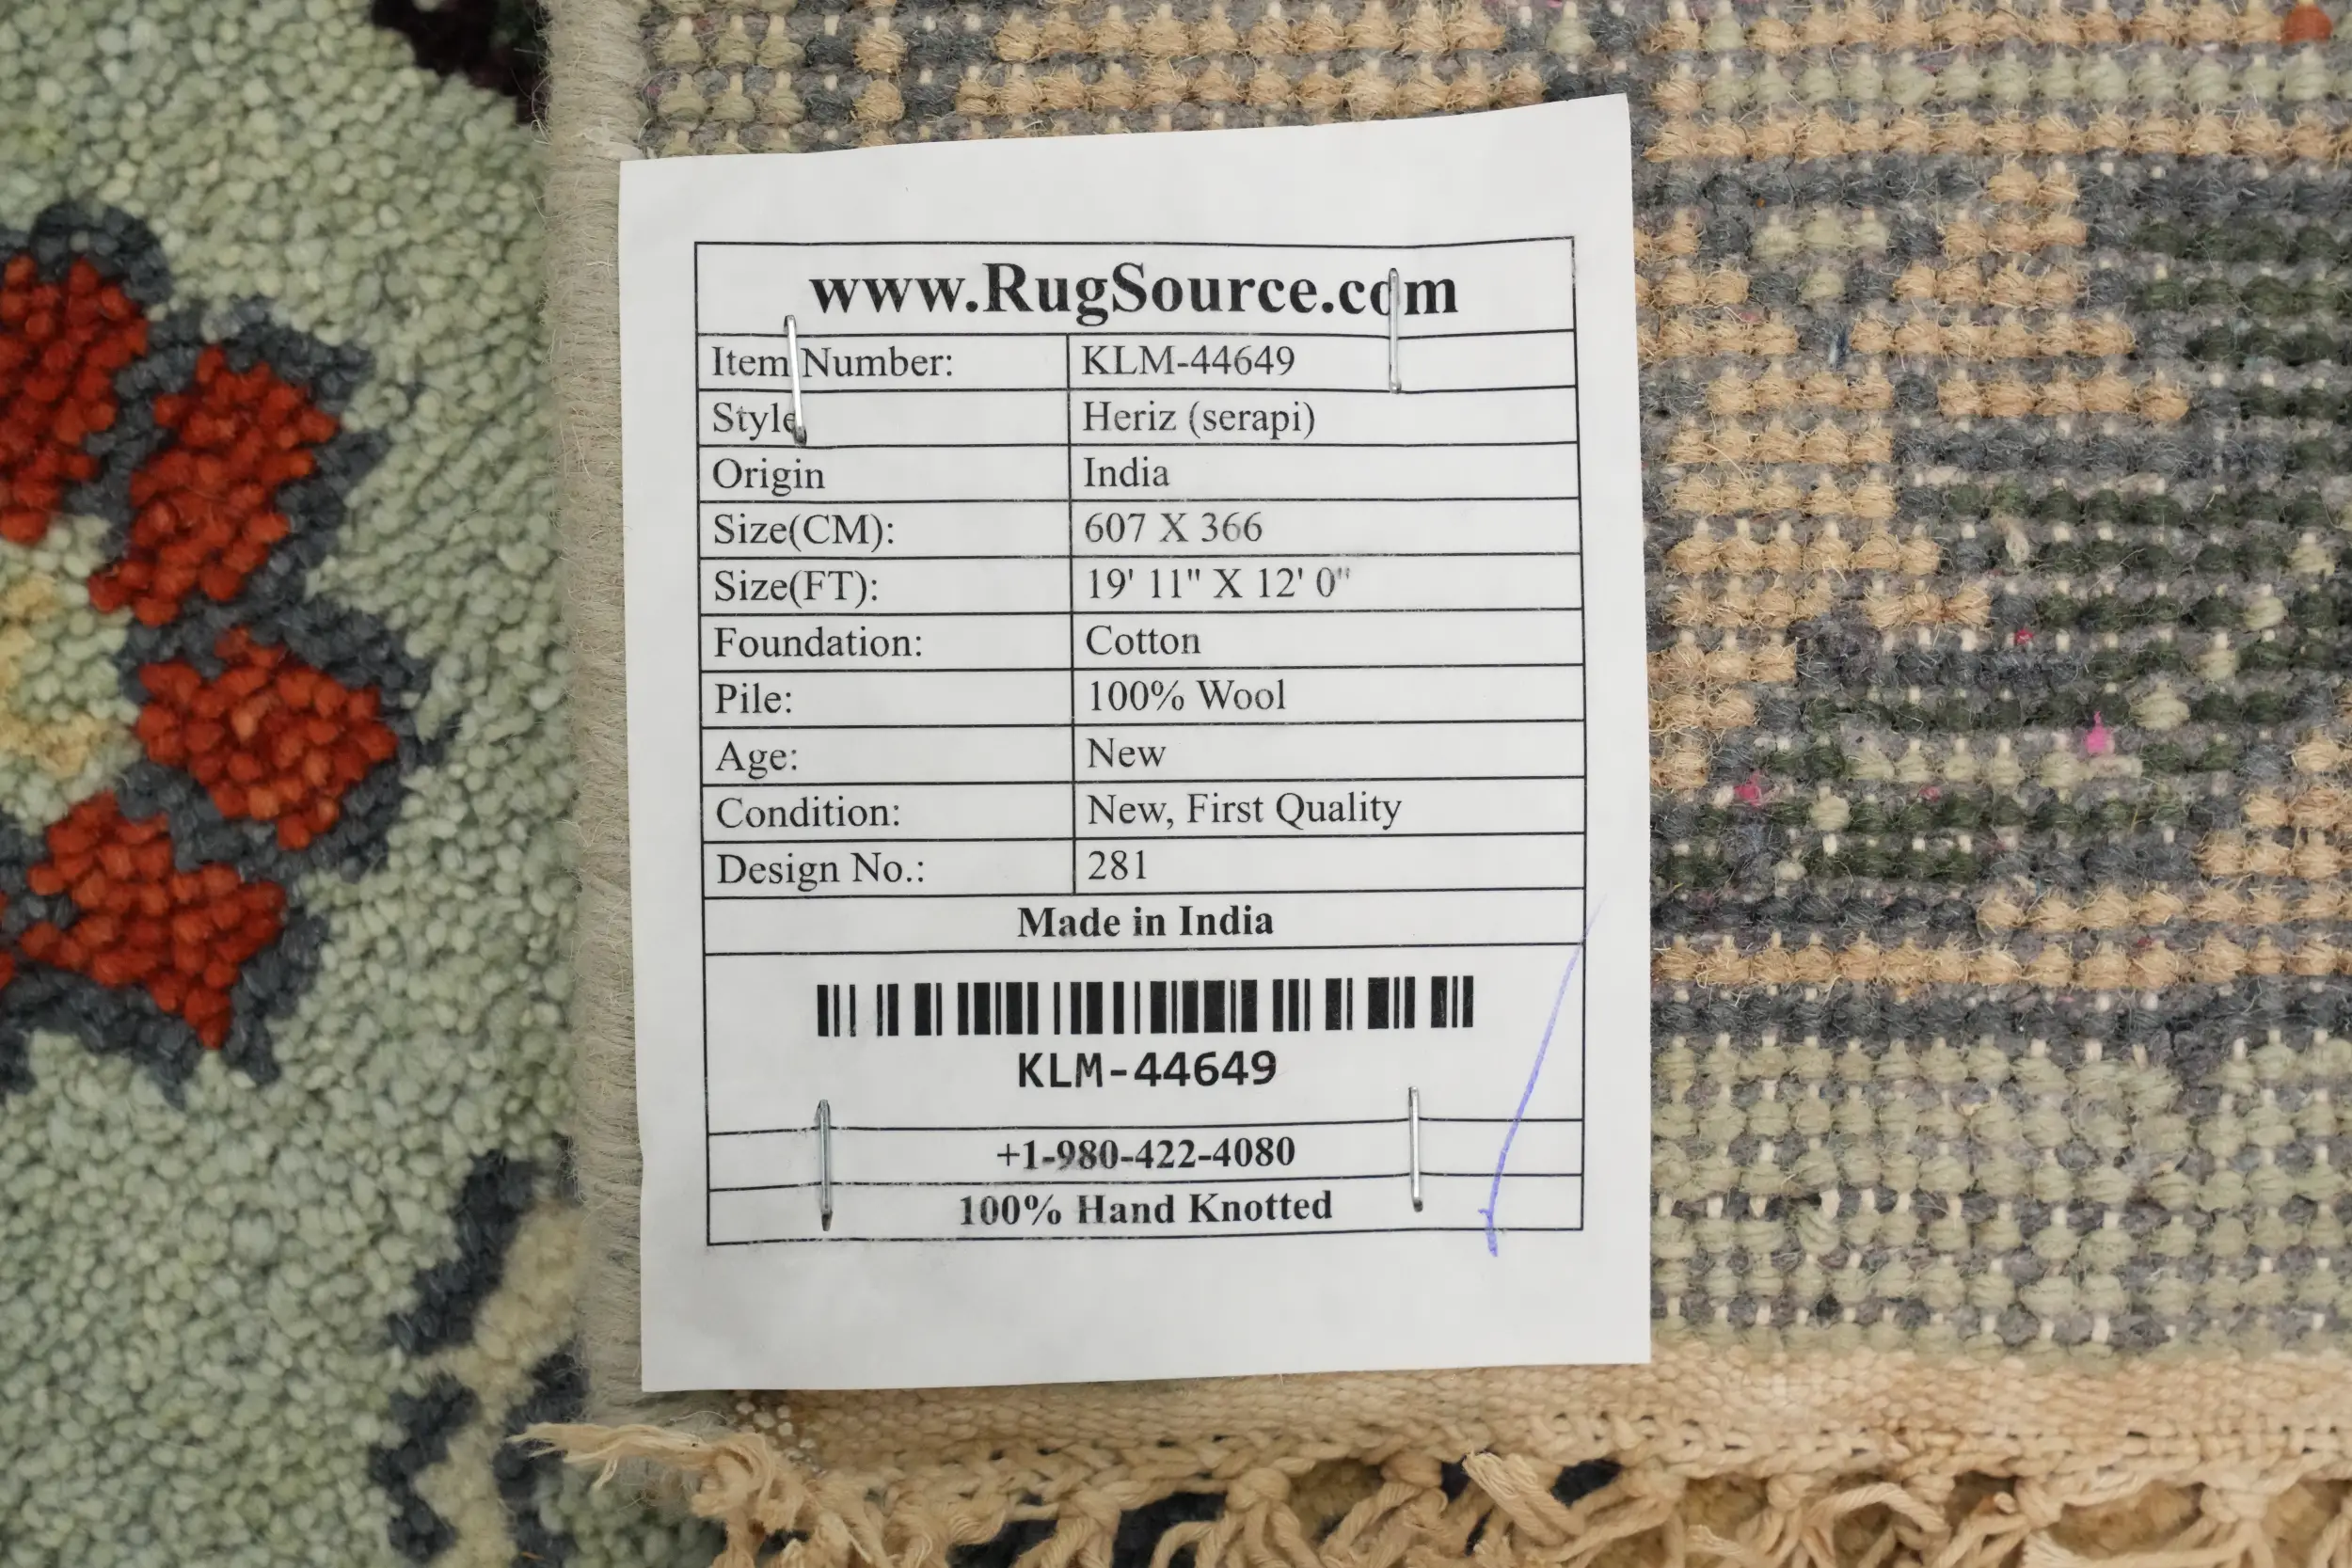 www.RugSource.com
Item Number: KLM-44649
Style Heriz (serapi)
Origin India
Size(CM): 607 X 366
Size(FT): 19' 11" X 12' 0"
Foundation: Cotton
Pile: 100% Wool
Age: New
Condition: New, First Quality
Design No.: 281
Made in India
KLM-44649
+1-980-422-4080
100% Hand Knotted